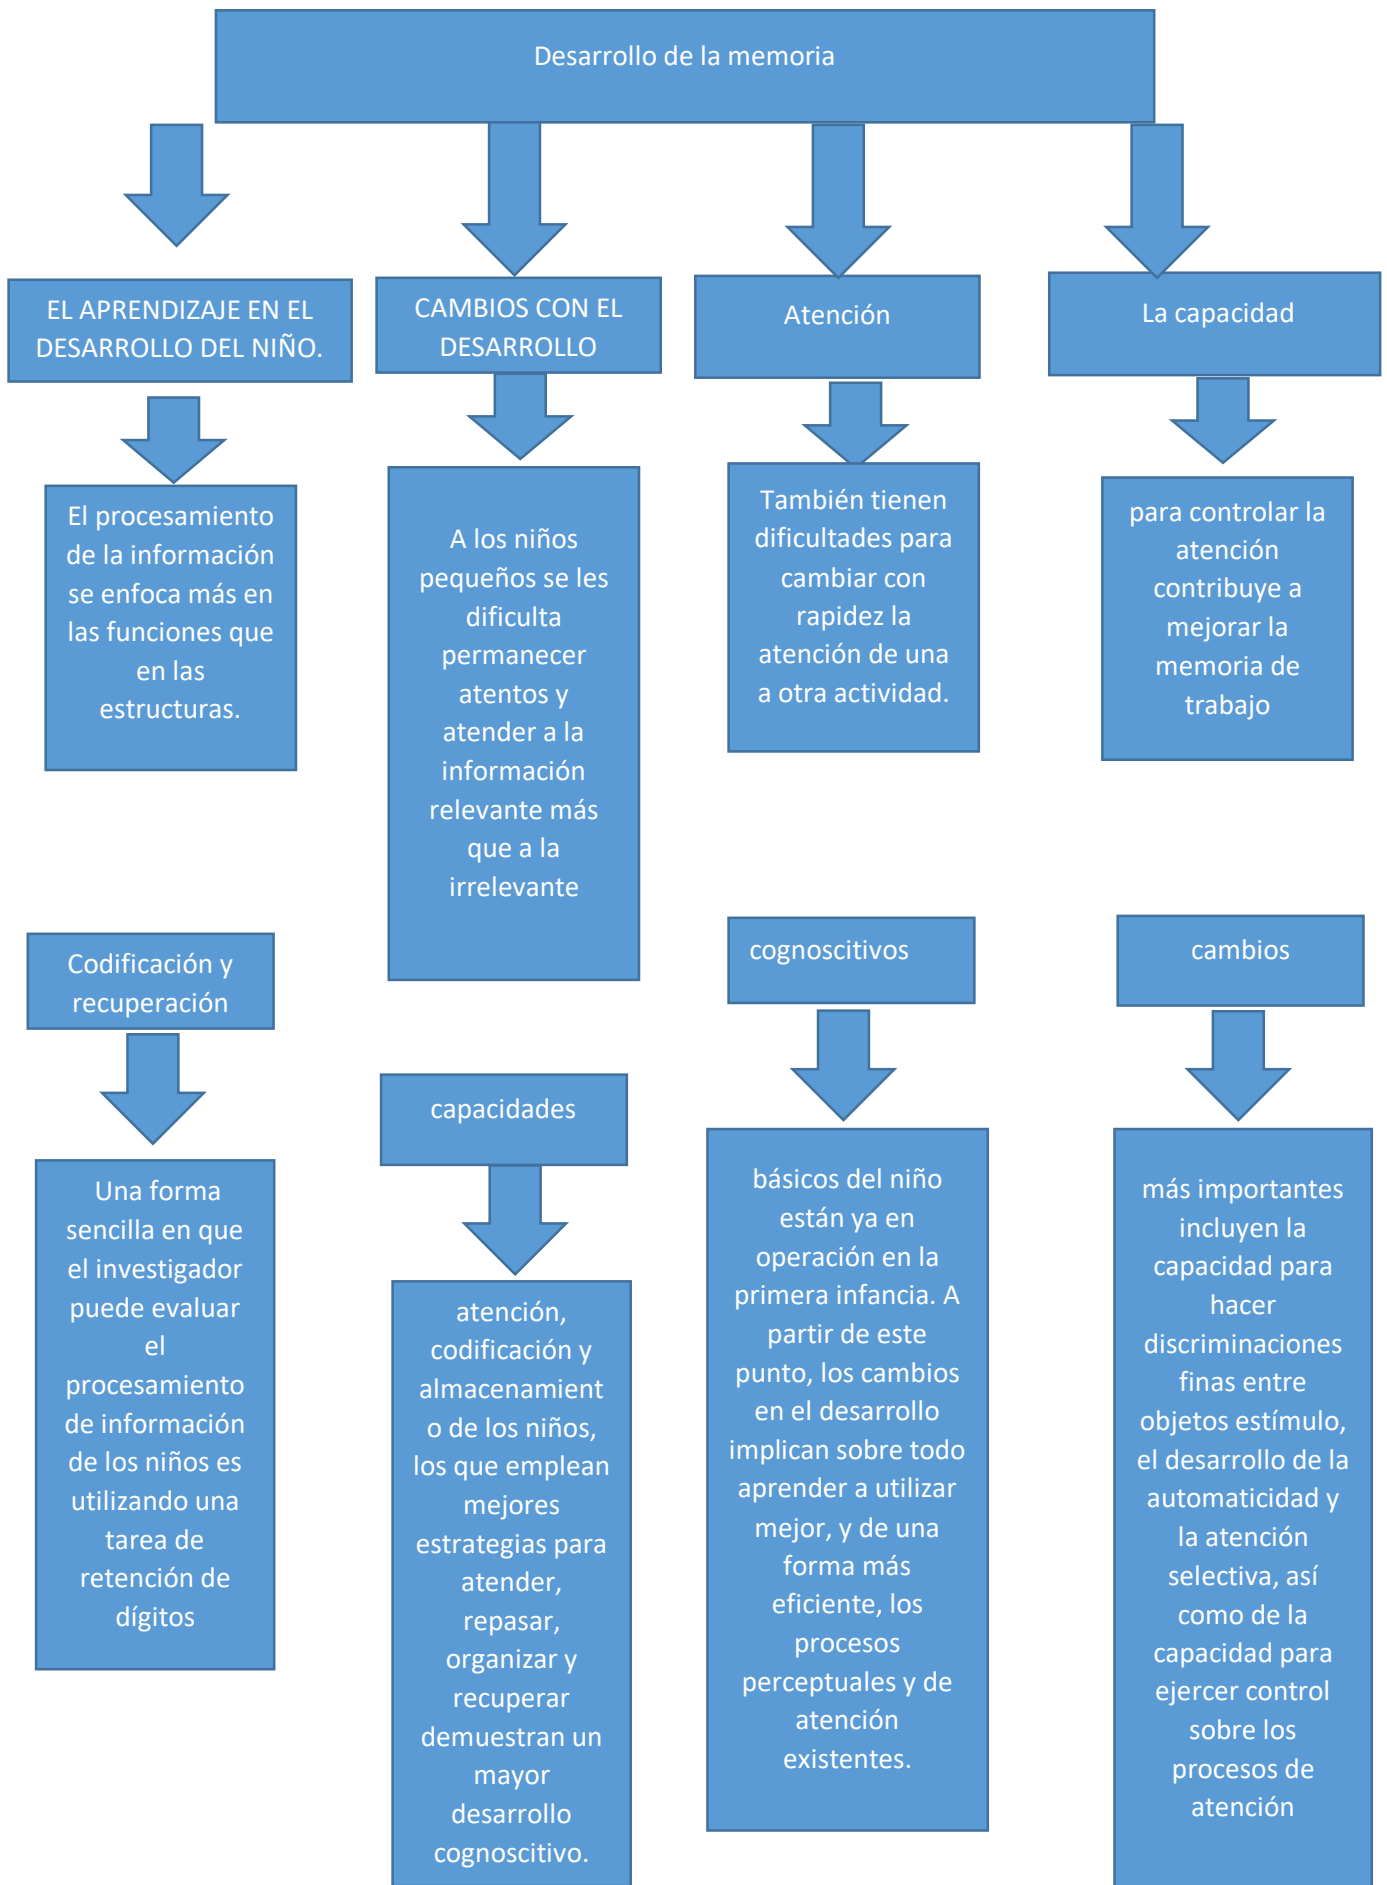 Desarrollo de la memoria
EL APRENDIZAJE EN EL
DESARROLLO DEL NIÑO.
CAMBIOS CON EL
DESARROLLO
Atención
La capacidad
El procesamiento
de la información
se enfoca más en
las funciones que
en las
estructuras.
A los niños
pequeños se les
dificulta
permanecer
atentos y
atender a la
información
relevante más
que a la
irrelevante
También tienen
dificultades para
cambiar con
rapidez la
atención de una
a otra actividad.
para controlar la
atención
contribuye a
mejorar la
memoria de
trabajo
Codificación y
recuperación
capacidades
cognoscitivos
cambios
Una forma
sencilla en que
el investigador
puede evaluar
el
procesamiento
de información
de los niños es
utilizando una
tarea de
retención de
dígitos
atención,
codificación y
almacenamient
o de los niños,
los que emplean
mejores
estrategias para
atender,
repasar,
organizar y
recuperar
demuestran un
mayor
desarrollo
cognoscitivo.
básicos del niño
están ya en
operación en la
primera infancia. A
partir de este
punto, los cambios
en el desarrollo
implican sobre todo
aprender a utilizar
mejor, y de una
forma más
eficiente, los
procesos
perceptuales y de
atención
existentes.
más importantes
incluyen la
capacidad para
hacer
discriminaciones
finas entre
objetos estímulo,
el desarrollo de la
automaticidad y
la atención
selectiva, así
como de la
capacidad para
ejercer control
sobre los
procesos de
atención